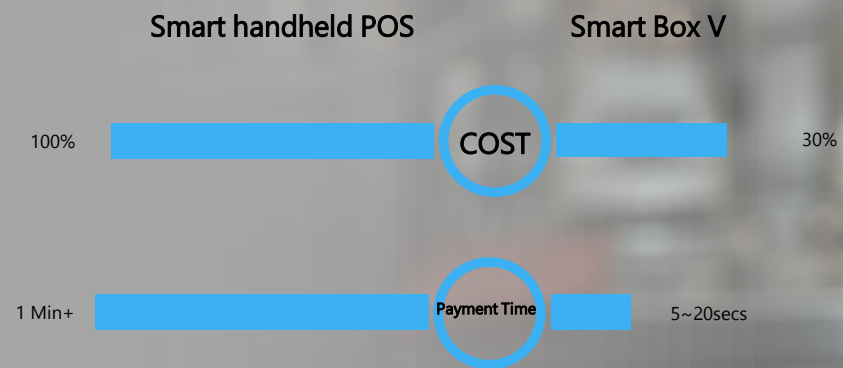 Smart handheld POS
Smart Box V
100%
COST
30%
1 Min+
Payment Time
5~20secs